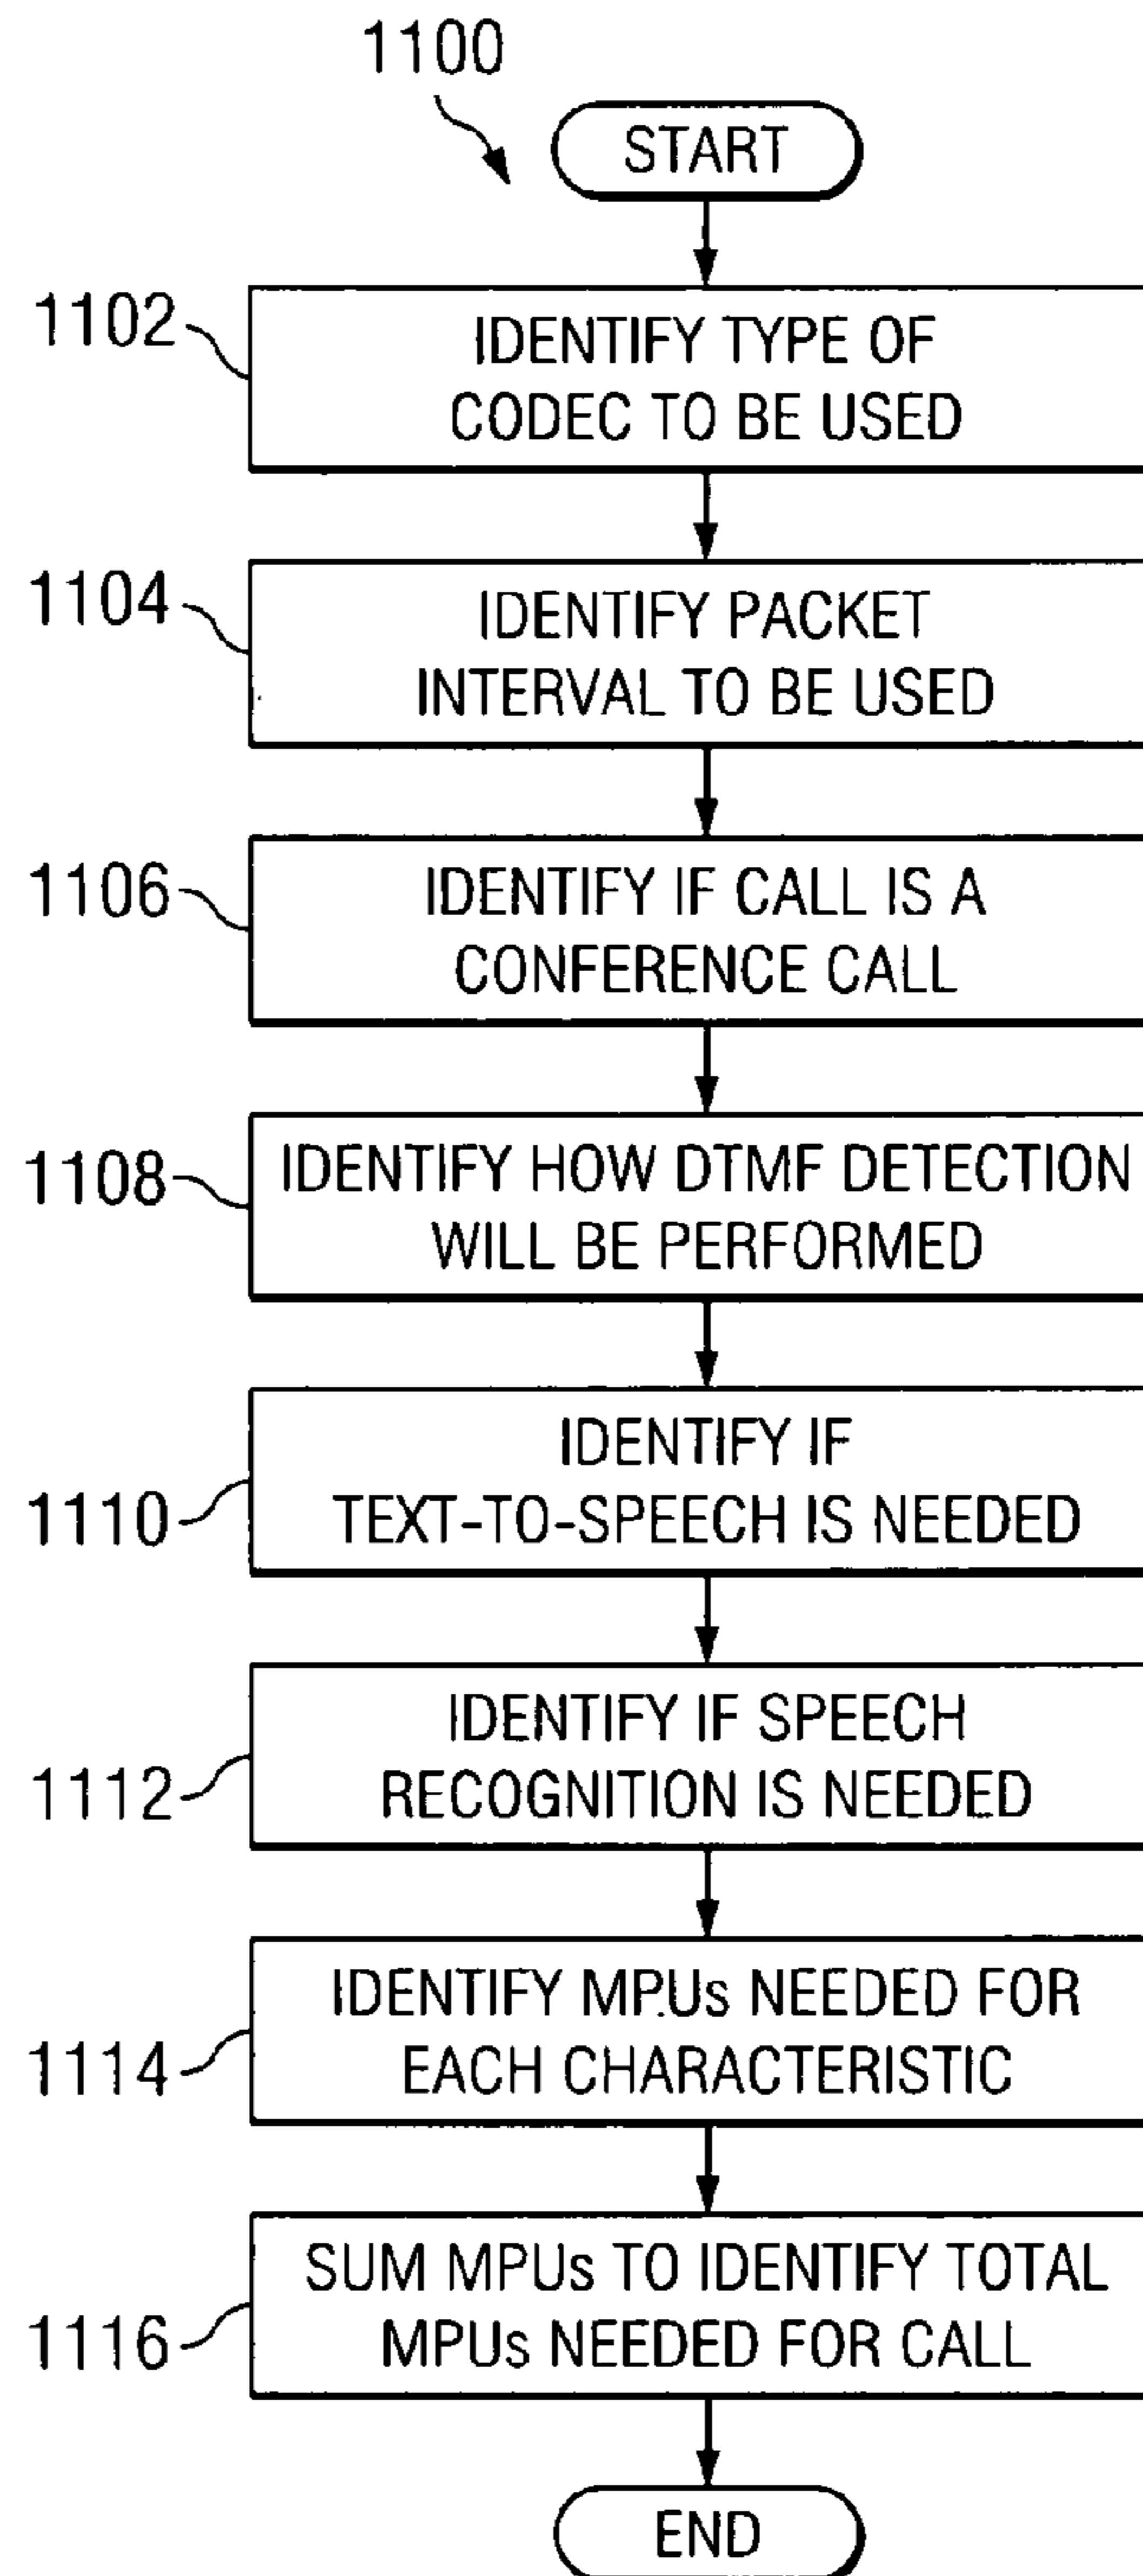 1100
START
1102
IDENTIFY TYPE OF
CODEC TO BE USED
1104
IDENTIFY PACKET
INTERVAL TO BE USED
1106
IDENTIFY IF CALL IS A
CONFERENCE CALL
1108
IDENTIFY HOW DTMF DETECTION
WILL BE PERFORMED
1110
IDENTIFY IF
TEXT-TO-SPEECH IS NEEDED
1112
IDENTIFY IF SPEECH
RECOGNITION IS NEEDED
1114
IDENTIFY MPUs NEEDED FOR
EACH CHARACTERISTIC
1116
SUM MPUs TO IDENTIFY TOTAL
MPUs NEEDED FOR CALL
END